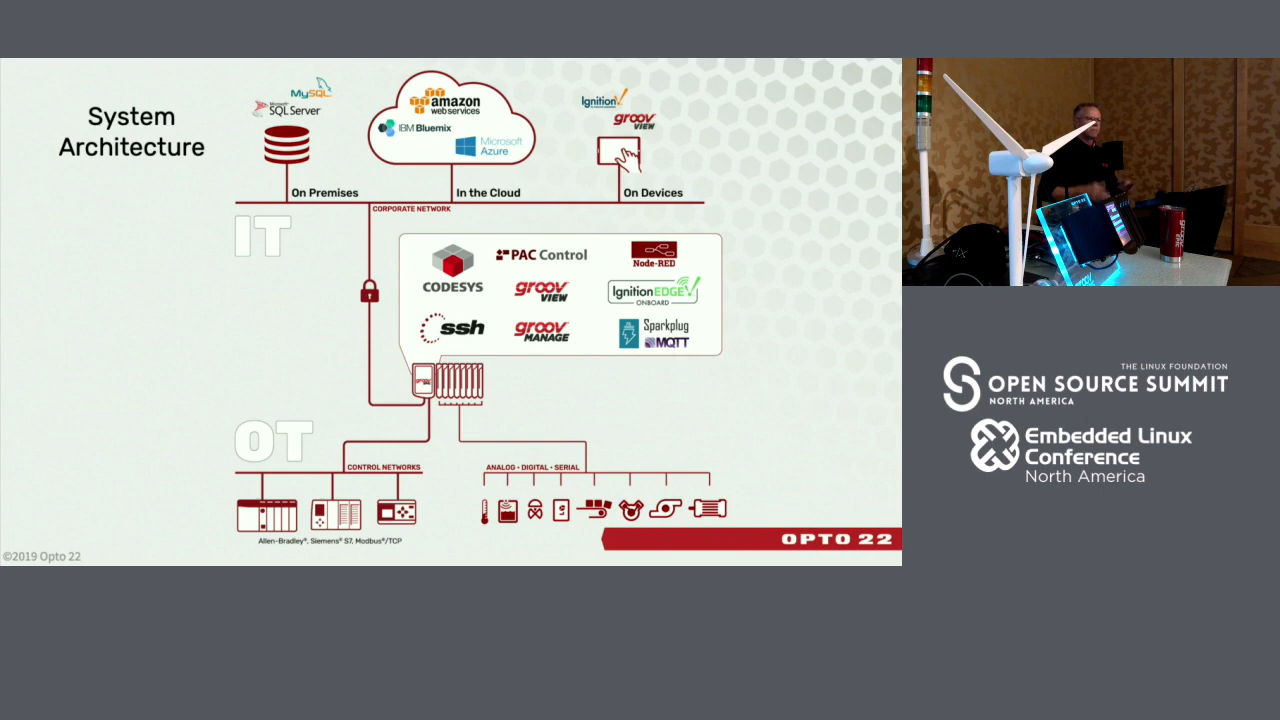 System
Architecture
MySQL
Microsoft
SQL Server
amazon
web services
IBM Bluemix
Microsoft
Azure
Ignition
groov
VIEW
On Premises
In the Cloud
On Devices
CORPORATE NETWORK
IT
CODESYS
PAC Control
Node-RED
groov
VIEW
IgnitionEDGE
ONBOARD
ssh
groov
MANAGE
Sparkplug
MQTT
groov
OT
CONTROL NETWORKS
ANALOG • DIGITAL • SERIAL
Allen-Bradley®, Siemens® S7, Modbus®/TCP
OPTO 22
©2019 Opto 22
THE LINUX FOUNDATION
OPEN SOURCE SUMMIT
NORTH AMERICA
Embedded Linux
Conference
North America